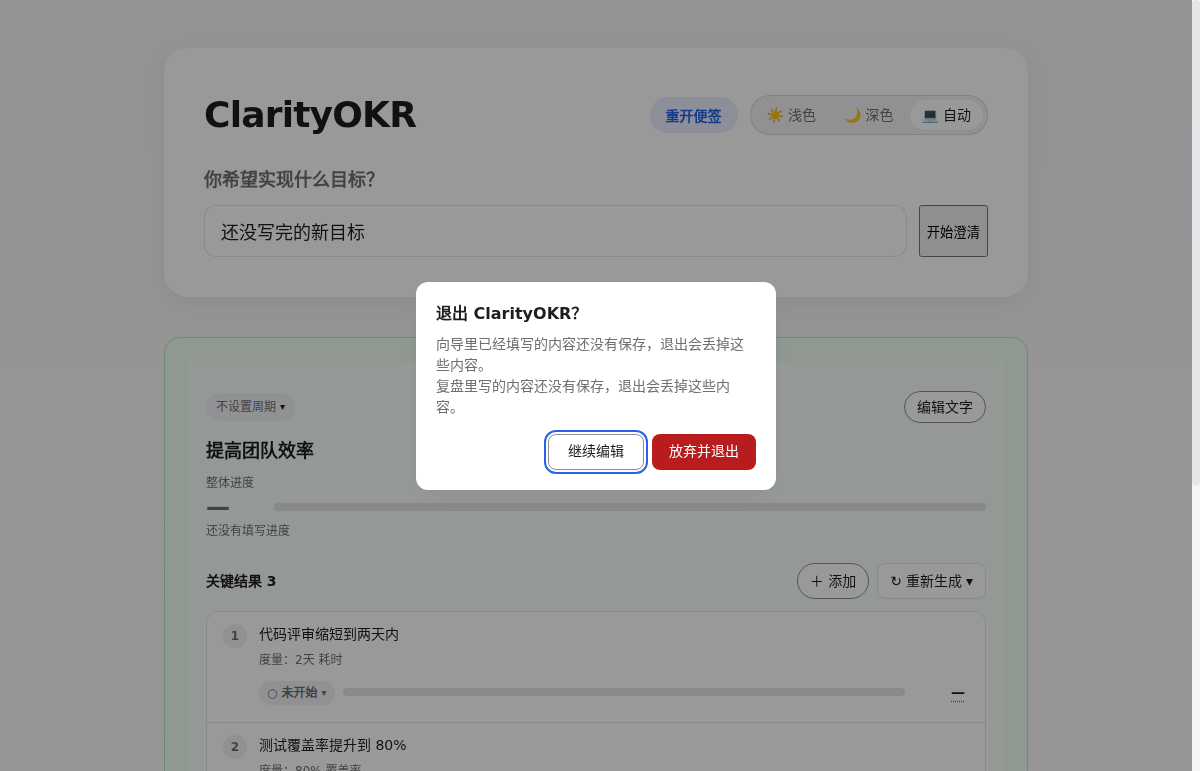 ClarityOKR
重开便签
☀️ 浅色
🌙 深色
💻 自动
你希望实现什么目标?
还没写完的新目标
开始澄清
退出 ClarityOKR?
向导里已经填写的内容还没有保存，退出会丢掉这
些内容。
复盘里写的内容还没有保存，退出会丢掉这些内
容。
继续编辑
放弃并退出
不设置周期 ▾
编辑文字
提高团队效率
整体进度
—
还没有填写进度
关键结果 3
＋ 添加
↻ 重新生成 ▾
1
代码评审缩短到两天内
度量：2天 耗时
○ 未开始 ▾
—
2
测试覆盖率提升到 80%
度量：80% 覆盖率